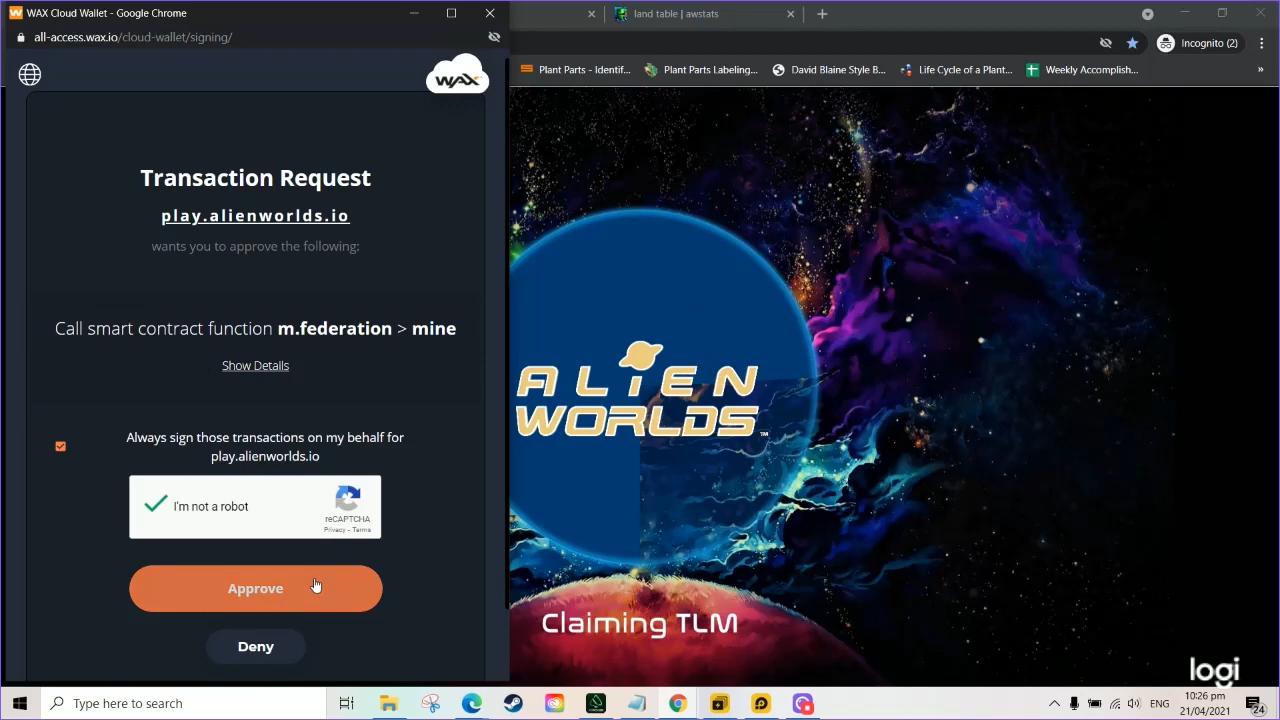 WAX Cloud Wallet - Google Chrome
all-access.wax.io/cloud-wallet/signing/
WAX
Transaction Request
play.alienworlds.io
wants you to approve the following:
Call smart contract function m.federation > mine
Show Details
Always sign those transactions on my behalf for
play.alienworlds.io
I'm not a robot
reCAPTCHA
Privacy - Terms
Approve
Deny
land table | awstats
Incognito (2)
Plant Parts - Identif...
Plant Parts Labeling...
David Blaine Style B...
Life Cycle of a Plant...
Weekly Accomplish...
ALIEN
WORLDS™
Claiming TLM
logi
Type here to search
ENG
10:26 pm
21/04/2021
24